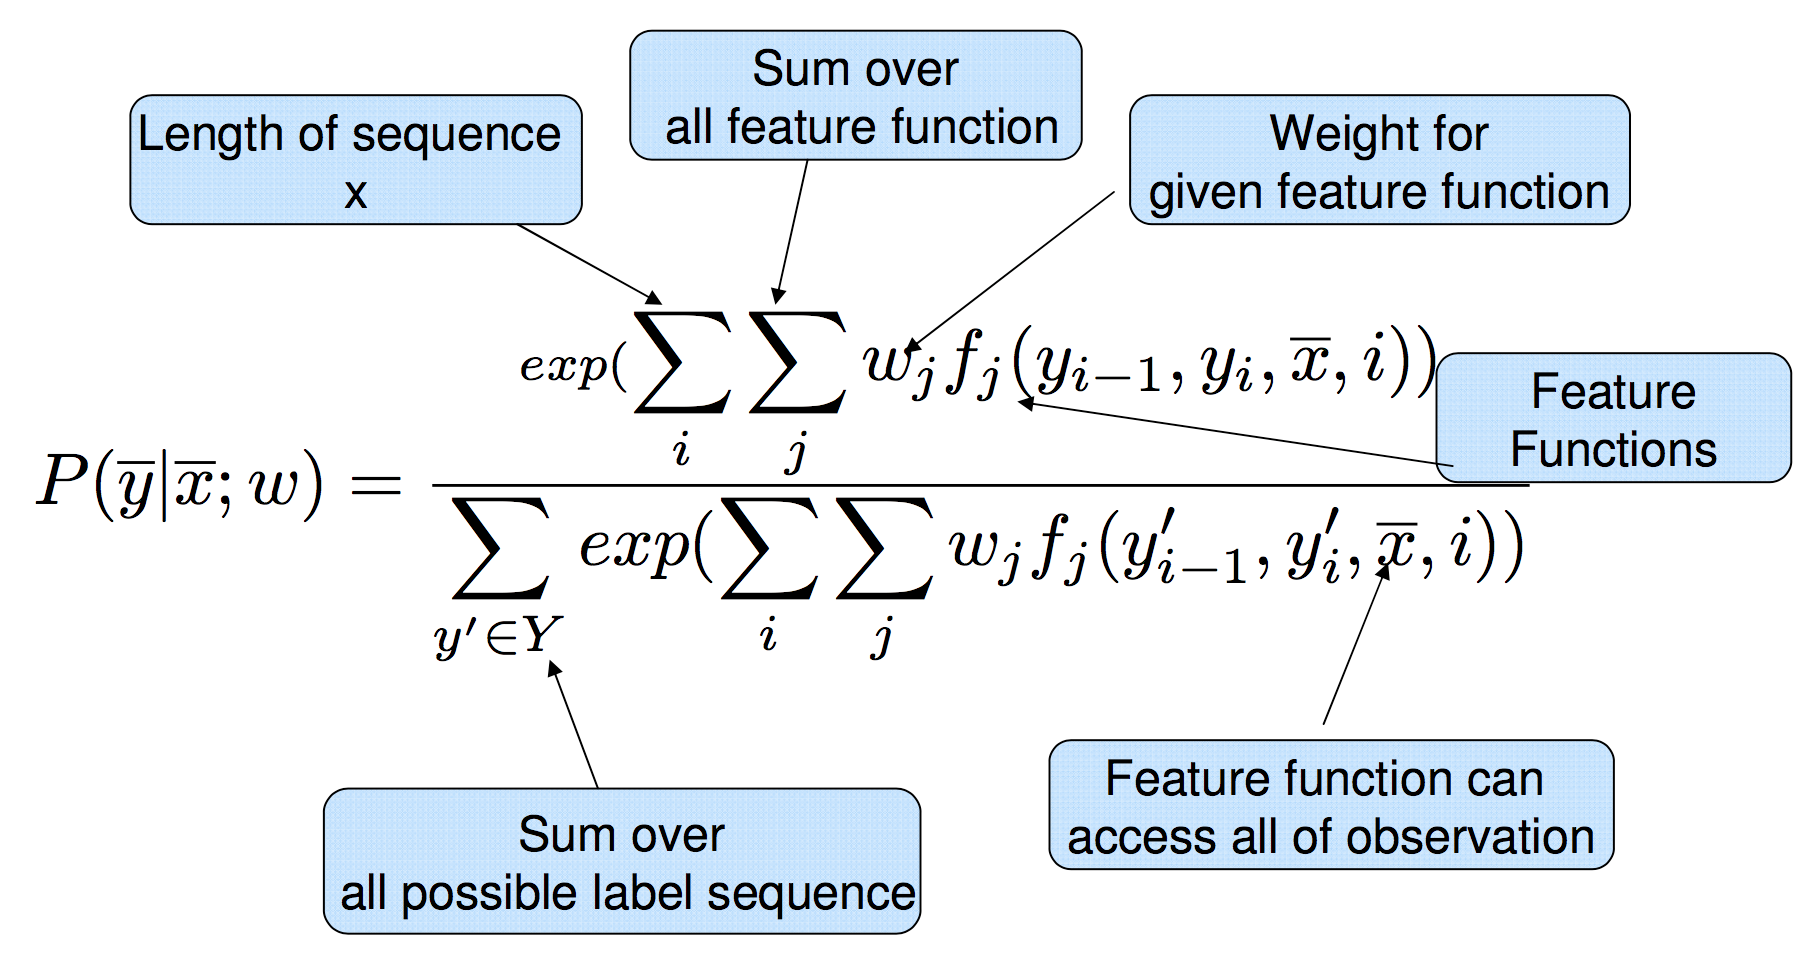 Sum over
all feature function
Length of sequence
x
Weight for
given feature function
exp(∑_i ∑_j w_j f_j(y_{i−1}, y_i, x̅, i))
Feature
Functions
P(y̅|x̅; w) =
∑_{y′∈Y} exp(∑_i ∑_j w_j f_j(y′_{i−1}, y′_i, x̅, i))
Feature function can
access all of observation
Sum over
all possible label sequence